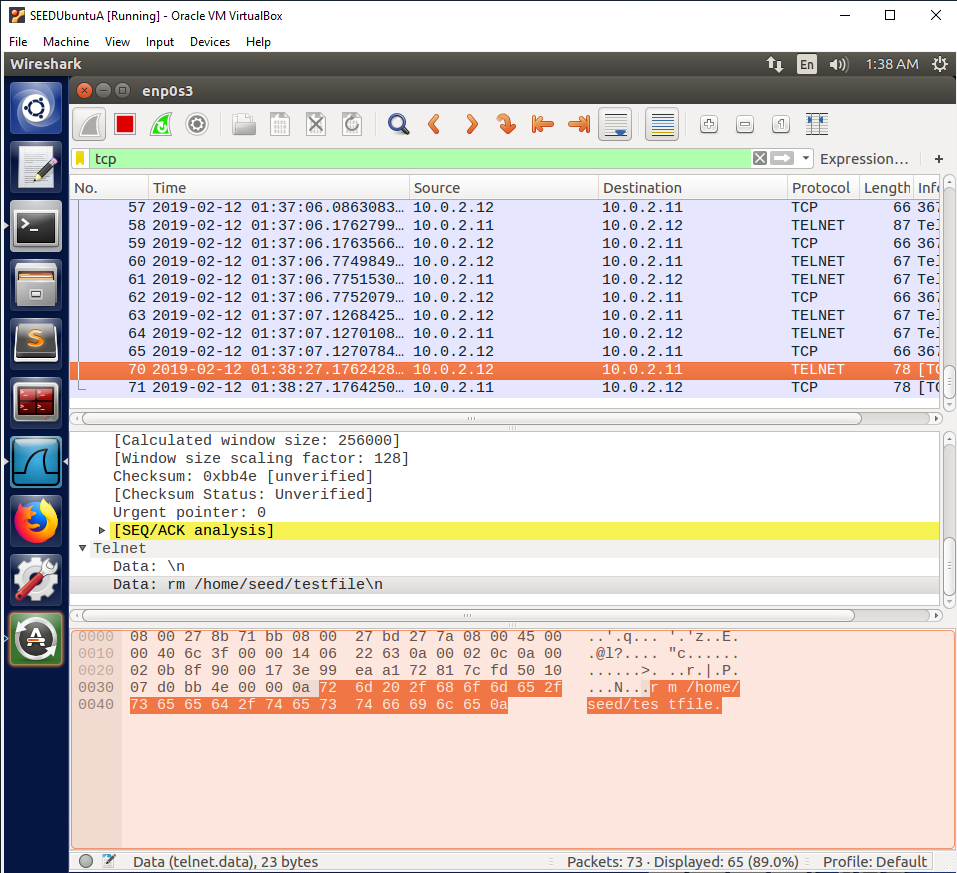 SEEDUbuntuA [Running] - Oracle VM VirtualBox
File Machine View Input Devices Help
Wireshark En 1:38 AM
enp0s3
tcp Expression… +
No. Time Source Destination Protocol Length Info
57 2019-02-12 01:37:06.0863083… 10.0.2.12 10.0.2.11 TCP 66 367
58 2019-02-12 01:37:06.1762799… 10.0.2.11 10.0.2.12 TELNET 87 Tel
59 2019-02-12 01:37:06.1763566… 10.0.2.12 10.0.2.11 TCP 66 367
60 2019-02-12 01:37:06.7749849… 10.0.2.12 10.0.2.11 TELNET 67 Tel
61 2019-02-12 01:37:06.7751530… 10.0.2.11 10.0.2.12 TELNET 67 Tel
62 2019-02-12 01:37:06.7752079… 10.0.2.12 10.0.2.11 TCP 66 367
63 2019-02-12 01:37:07.1268425… 10.0.2.12 10.0.2.11 TELNET 67 Tel
64 2019-02-12 01:37:07.1270108… 10.0.2.11 10.0.2.12 TELNET 67 Tel
65 2019-02-12 01:37:07.1270784… 10.0.2.12 10.0.2.11 TCP 66 367
70 2019-02-12 01:38:27.1762428… 10.0.2.12 10.0.2.11 TELNET 78 [TC
71 2019-02-12 01:38:27.1764250… 10.0.2.11 10.0.2.12 TCP 78 [TC
[Calculated window size: 256000]
[Window size scaling factor: 128]
Checksum: 0xbb4e [unverified]
[Checksum Status: Unverified]
Urgent pointer: 0
[SEQ/ACK analysis]
Telnet
Data: \n
Data: rm /home/seed/testfile\n
0000 08 00 27 8b 71 bb 08 00 27 bd 27 7a 08 00 45 00 ..'.q... '.'z..E.
0010 00 40 6c 3f 00 00 14 06 22 63 0a 00 02 0c 0a 00 .@l?.... "c......
0020 02 0b 8f 90 00 17 3e 99 ea a1 72 81 7c fd 50 10 ......>. ..r.|.P.
0030 07 d0 bb 4e 00 00 0a 72 6d 20 2f 68 6f 6d 65 2f ...N...r m /home/
0040 73 65 65 64 2f 74 65 73 74 66 69 6c 65 0a seed/tes tfile.
Data (telnet.data), 23 bytes Packets: 73 · Displayed: 65 (89.0%) Profile: Default